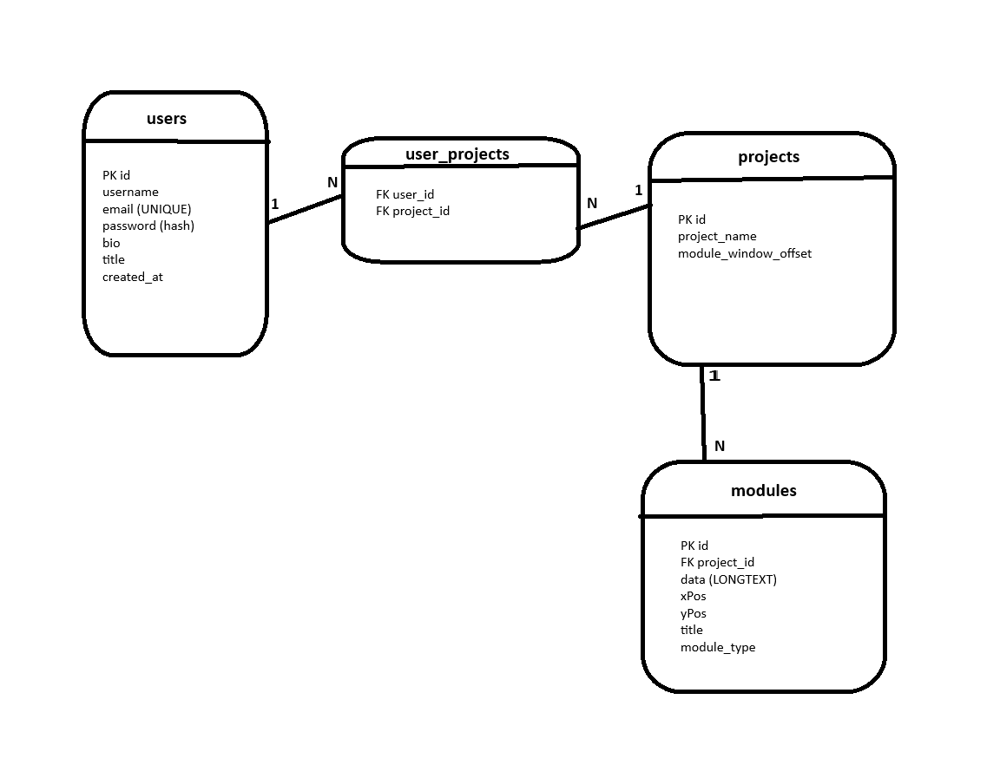 users
PK id
username
email (UNIQUE)
password (hash)
bio
title
created_at
1
N
user_projects
FK user_id
FK project_id
N
1
projects
PK id
project_name
module_window_offset
1
N
modules
PK id
FK project_id
data (LONGTEXT)
xPos
yPos
title
module_type